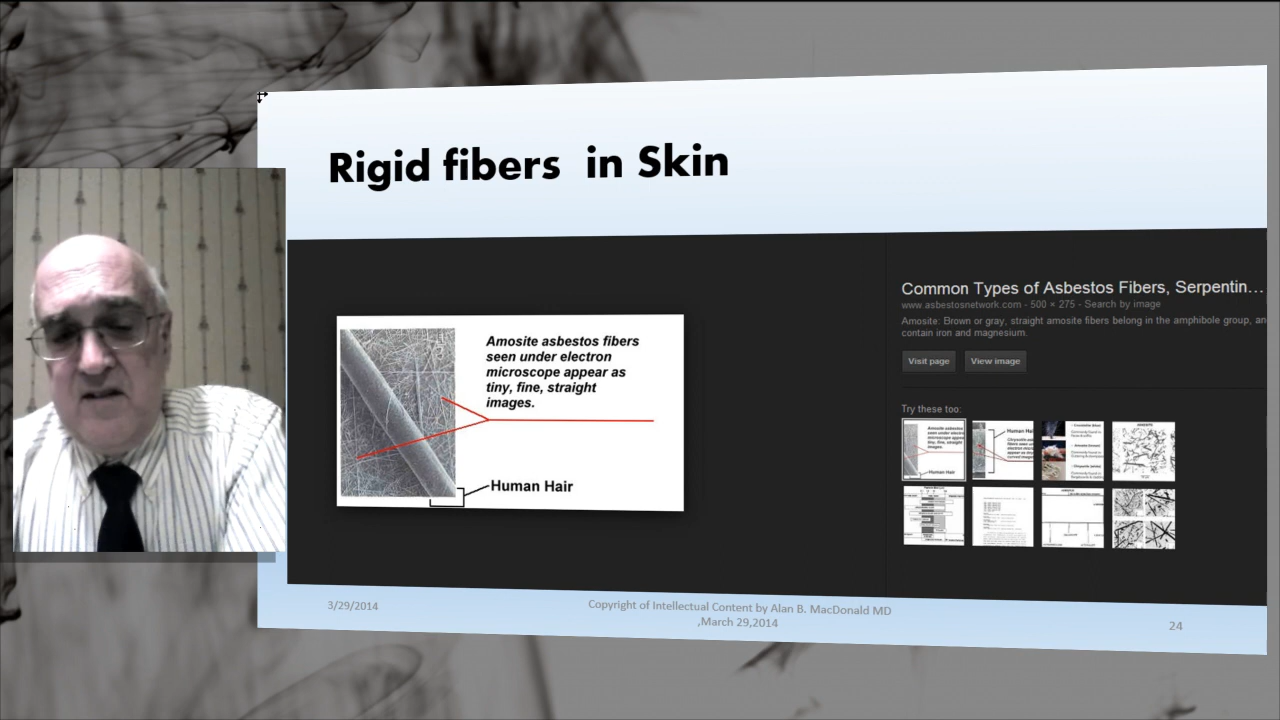 Rigid fibers in Skin
Amosite asbestos fibers
seen under electron
microscope appear as
tiny, fine, straight
images.
Human Hair
Common Types of Asbestos Fibers, Serpentin...
www.asbestosnetwork.com - 500 × 275 - Search by image
Amosite: Brown or gray, straight amosite fibers belong in the amphibole group, an
contain iron and magnesium.
Visit page
View image
Try these too:
3/29/2014
Copyright of Intellectual Content by Alan B. MacDonald MD
,March 29,2014
24